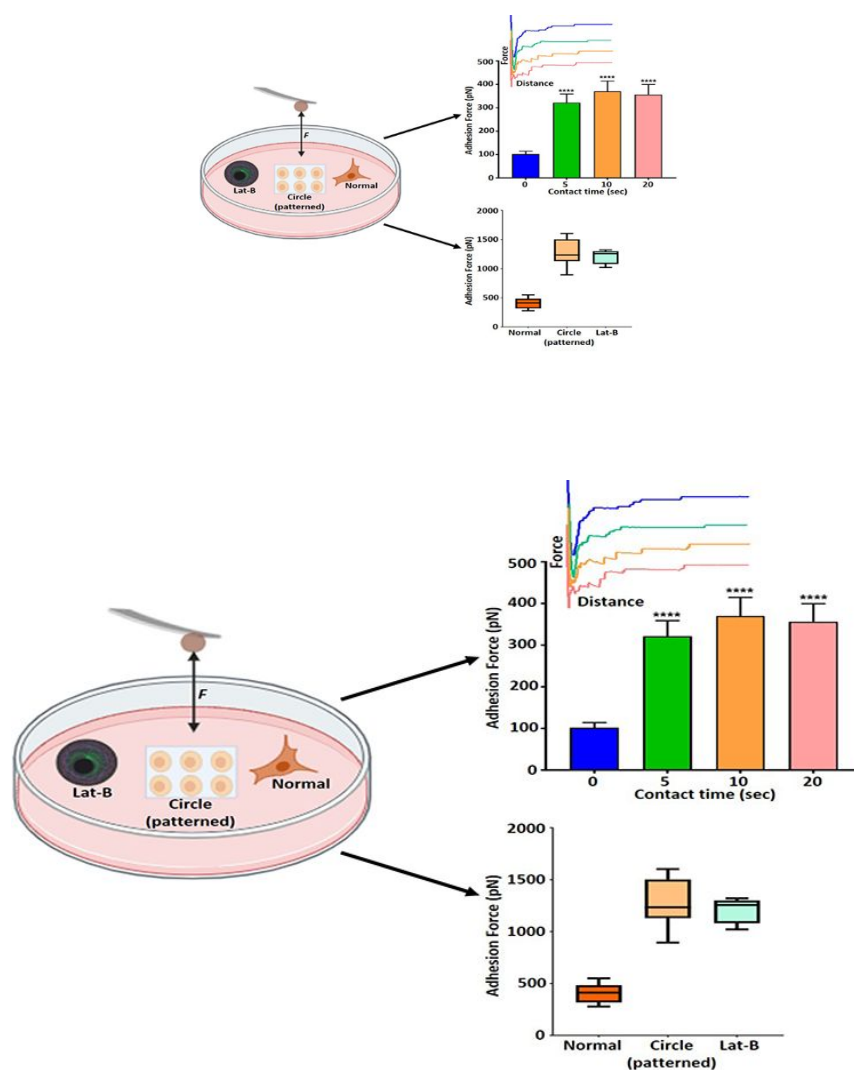 Force
Distance
Adhesion Force (pN)
500
400
300
200
100
0
****
****
****
0 5 10 20
Contact time (sec)
F
Lat-B
Circle
(patterned)
Normal
Adhesion Force (pN)
2000
1500
1000
500
0
Normal Circle Lat-B
(patterned)
Force
Distance
Adhesion Force (pN)
500
400
300
200
100
0
****
****
****
0 5 10 20
Contact time (sec)
F
Lat-B
Circle
(patterned)
Normal
Adhesion Force (pN)
2000
1500
1000
500
0
Normal Circle Lat-B
(patterned)